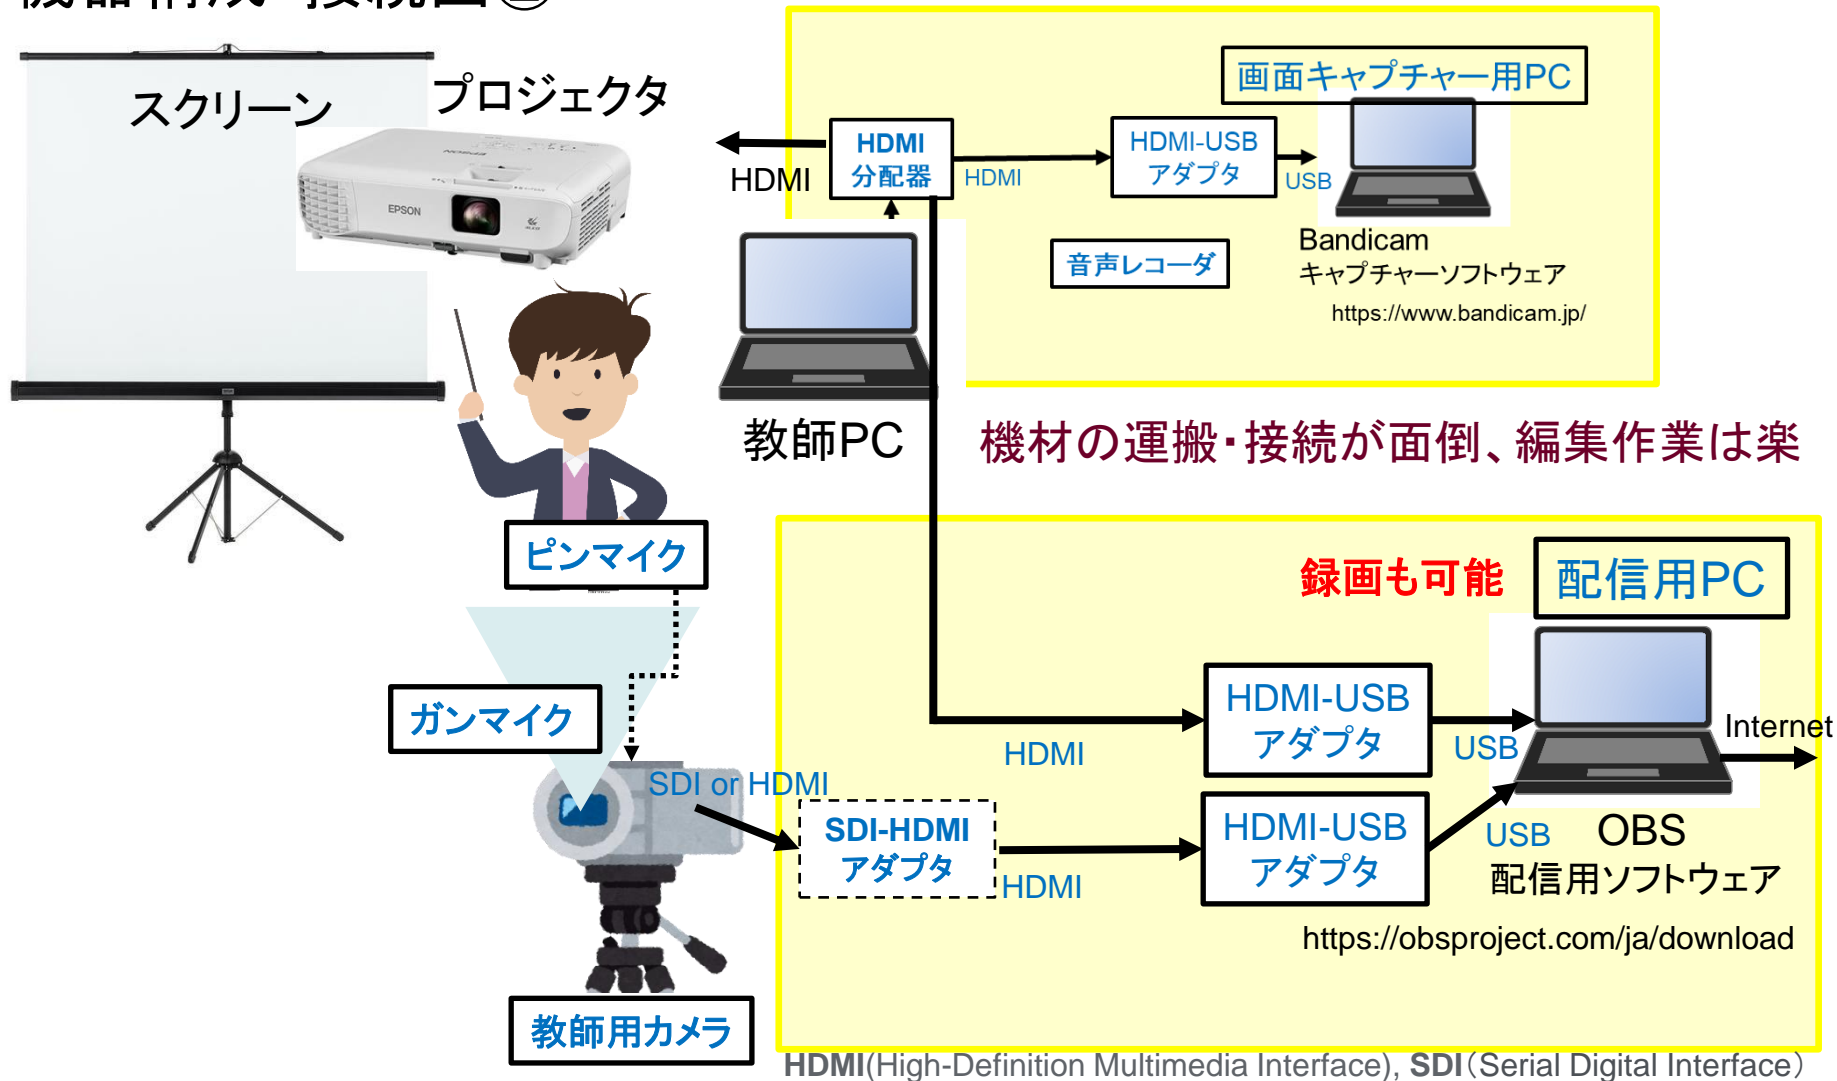 スクリーン
プロジェクタ
EPSON
EPSON
画面キャプチャー用PC
HDMI
分配器
HDMI-USB
アダプタ
HDMI
HDMI
USB
音声レコーダ
Bandicam
キャプチャーソフトウェア
https://www.bandicam.jp/
教師PC
機材の運搬・接続が面倒、編集作業は楽
ピンマイク
録画も可能
配信用PC
ガンマイク
HDMI-USB
アダプタ
HDMI
USB
Internet
SDI or HDMI
SDI-HDMI
アダプタ
HDMI
HDMI-USB
アダプタ
USB
OBS
配信用ソフトウェア
https://obsproject.com/ja/download
教師用カメラ
HDMI(High-Definition Multimedia Interface), SDI（Serial Digital Interface）